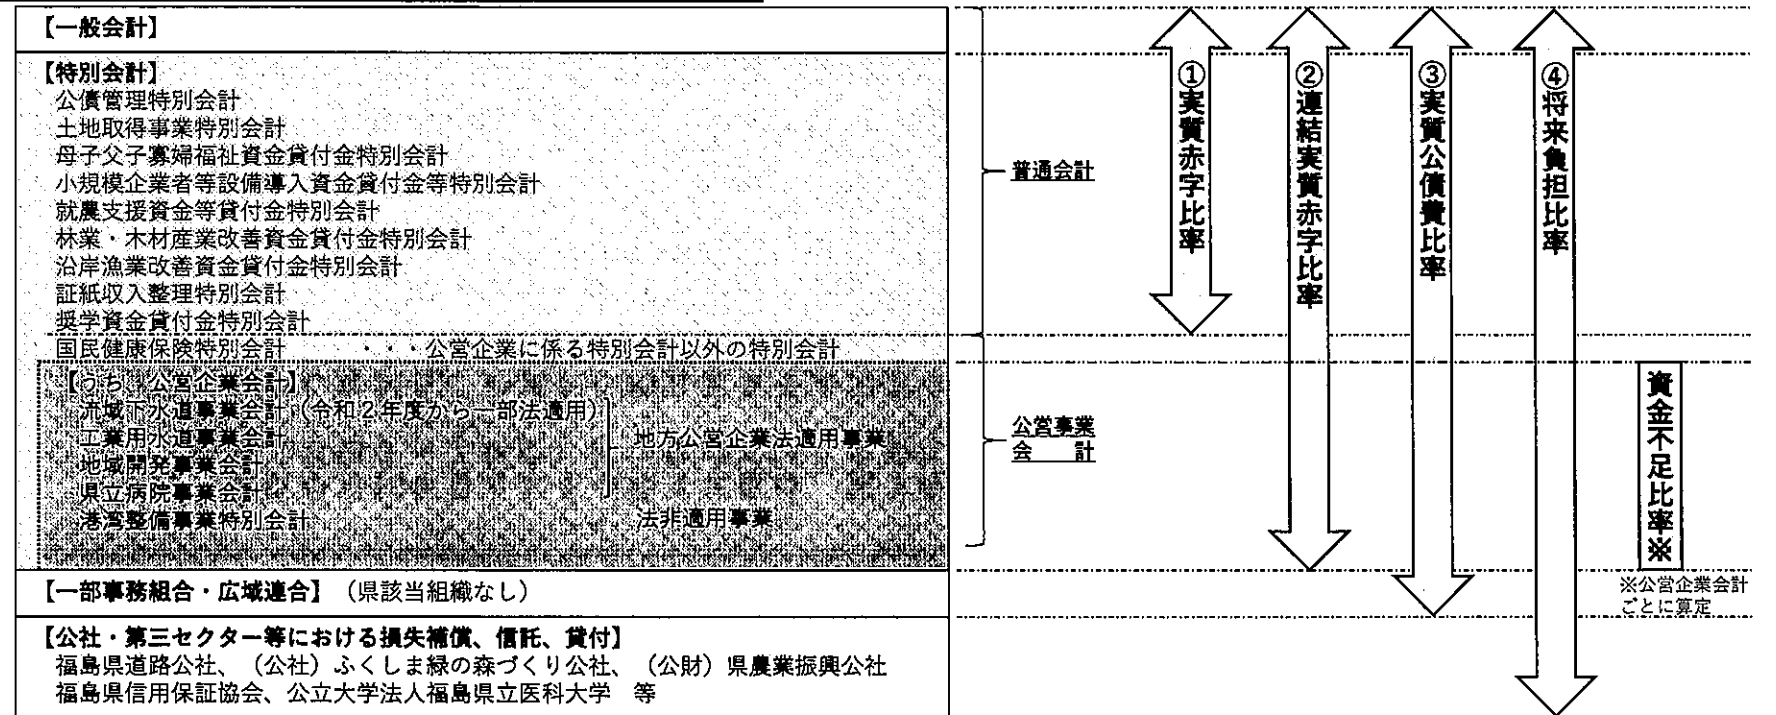 【一般会計】
【特別会計】
公債管理特別会計
土地取得事業特別会計
母子父子寡婦福祉資金貸付金特別会計
小規模企業者等設備導入資金貸付金等特別会計
就農支援資金等貸付金特別会計
林業・木材産業改善資金貸付金特別会計
沿岸漁業改善資金貸付金特別会計
証紙収入整理特別会計
奨学資金貸付金特別会計
国民健康保険特別会計　・・・公営企業に係る特別会計以外の特別会計
【うち　公営企業会計】
流域下水道事業会計（令和２年度から一部法適用）
工業用水道事業会計
地域開発事業会計
県立病院事業会計
地方公営企業法適用事業
港湾整備事業特別会計　法非適用事業
【一部事務組合・広域連合】（県該当組織なし）
【公社・第三セクター等における損失補償、信託、貸付】
福島県道路公社、（公社）ふくしま緑の森づくり公社、（公財）県農業振興公社
福島県信用保証協会、公立大学法人福島県立医科大学　等
普通会計
公営事業
会　計
①実質赤字比率
②連結実質赤字比率
③実質公債費比率
④将来負担比率
資金不足比率※
※公営企業会計
ごとに算定